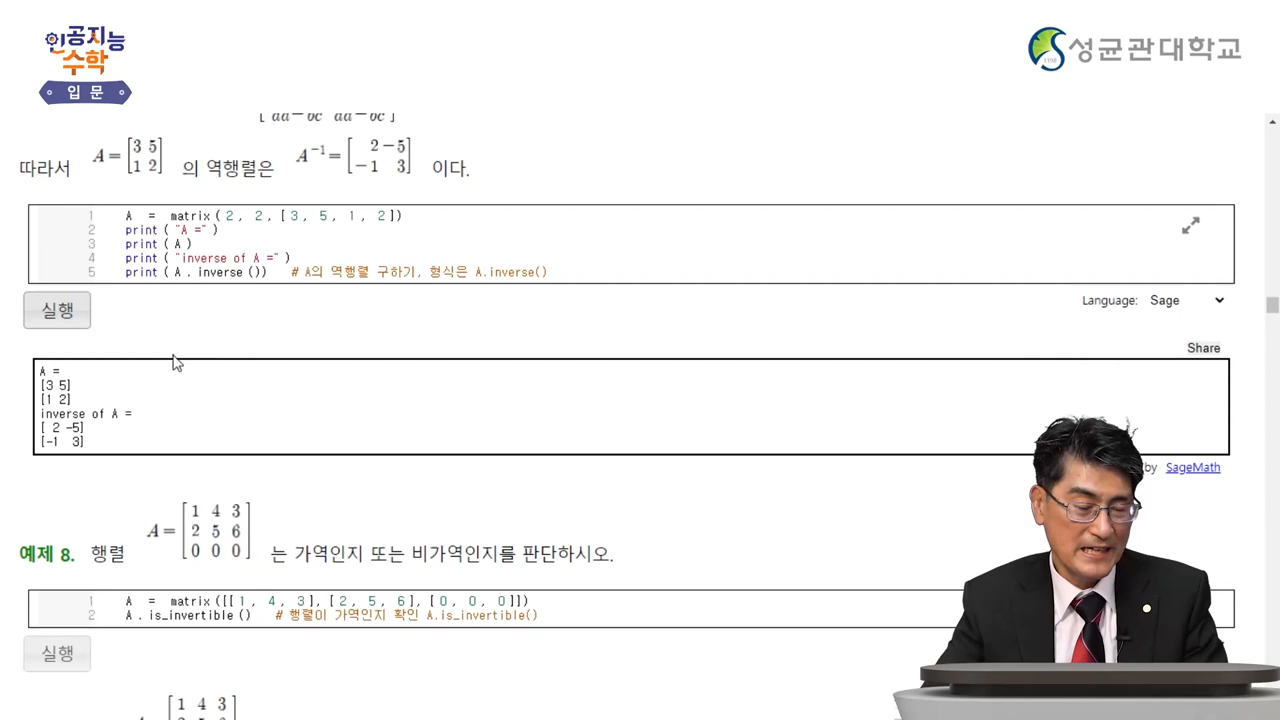 인공지능
수학
입문
성균관대학교
따라서 A = [3 5 의 역행렬은 A⁻¹ = [ 2 −5 이다.
1 2] −1 3]
1 A = matrix(2, 2, [3, 5, 1, 2])
2 print("A =")
3 print(A)
4 print("inverse of A =")
5 print(A.inverse()) # A의 역행렬 구하기, 형식은 A.inverse()
실행
Language: Sage
Share
A =
[3 5]
[1 2]
inverse of A =
[ 2 -5]
[-1 3]
by SageMath
예제 8. 행렬 A = [1 4 3 는 가역인지 또는 비가역인지를 판단하시오.
2 5 6
0 0 0]
1 A = matrix([[1, 4, 3], [2, 5, 6], [0, 0, 0]])
2 A.is_invertible() # 행렬이 가역인지 확인 A.is_invertible()
실행
1 4 3